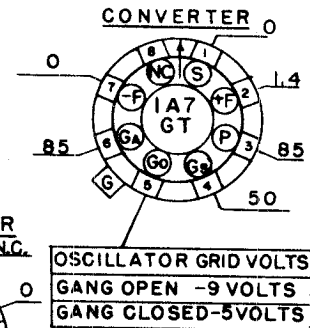 CONVERTER
0
8 1
0 NC S 1.4
7 -F +F 2
1A7
GT
85 6 GA P 3 85
GO GS
G 5 4 50
R
N.C.
0
OSCILLATOR GRID VOLTS
GANG OPEN -9 VOLTS
GANG CLOSED-5VOLTS